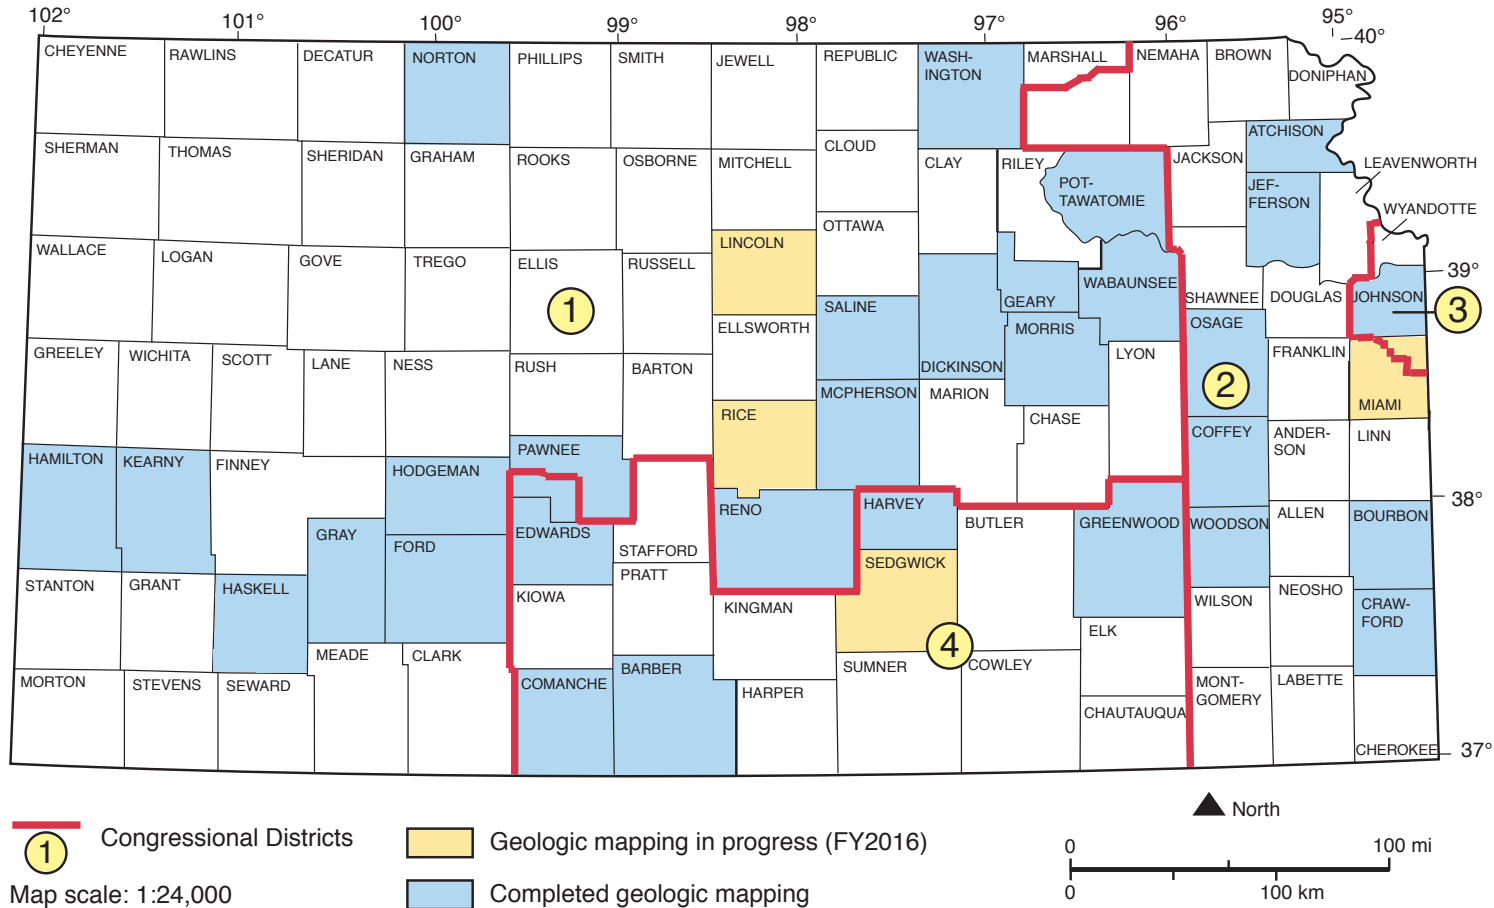 102°
101°
100°
99°
98°
97°
96°
95°
40°
CHEYENNE
RAWLINS
DECATUR
NORTON
PHILLIPS
SMITH
JEWELL
REPUBLIC
WASH-
INGTON
MARSHALL
NEMAHA
BROWN
DONIPHAN
SHERMAN
THOMAS
SHERIDAN
GRAHAM
ROOKS
OSBORNE
MITCHELL
CLOUD
CLAY
RILEY
POT-
TAWATOMIE
JACKSON
ATCHISON
JEF-
FERSON
LEAVENWORTH
WYANDOTTE
WALLACE
LOGAN
GOVE
TREGO
ELLIS
RUSSELL
LINCOLN
OTTAWA
SALINE
DICKINSON
GEARY
MORRIS
WABAUNSEE
SHAWNEE
DOUGLAS
JOHNSON
39°
1
3
ELLSWORTH
OSAGE
GREELEY
WICHITA
SCOTT
LANE
NESS
RUSH
BARTON
RICE
MCPHERSON
MARION
CHASE
LYON
2
FRANKLIN
MIAMI
COFFEY
ANDER-
SON
LINN
HAMILTON
KEARNY
FINNEY
HODGEMAN
PAWNEE
EDWARDS
STAFFORD
RENO
HARVEY
BUTLER
GREENWOOD
WOODSON
ALLEN
BOURBON
38°
GRAY
FORD
SEDGWICK
STANTON
GRANT
HASKELL
KIOWA
PRATT
KINGMAN
WILSON
NEOSHO
CRAW-
FORD
4
ELK
MEADE
CLARK
COMANCHE
BARBER
SUMNER
COWLEY
MORTON
STEVENS
SEWARD
HARPER
CHAUTAUQUA
MONT-
GOMERY
LABETTE
CHEROKEE
37°
North
1
Congressional Districts
Geologic mapping in progress (FY2016)
Map scale: 1:24,000
Completed geologic mapping
0
100 mi
0
100 km